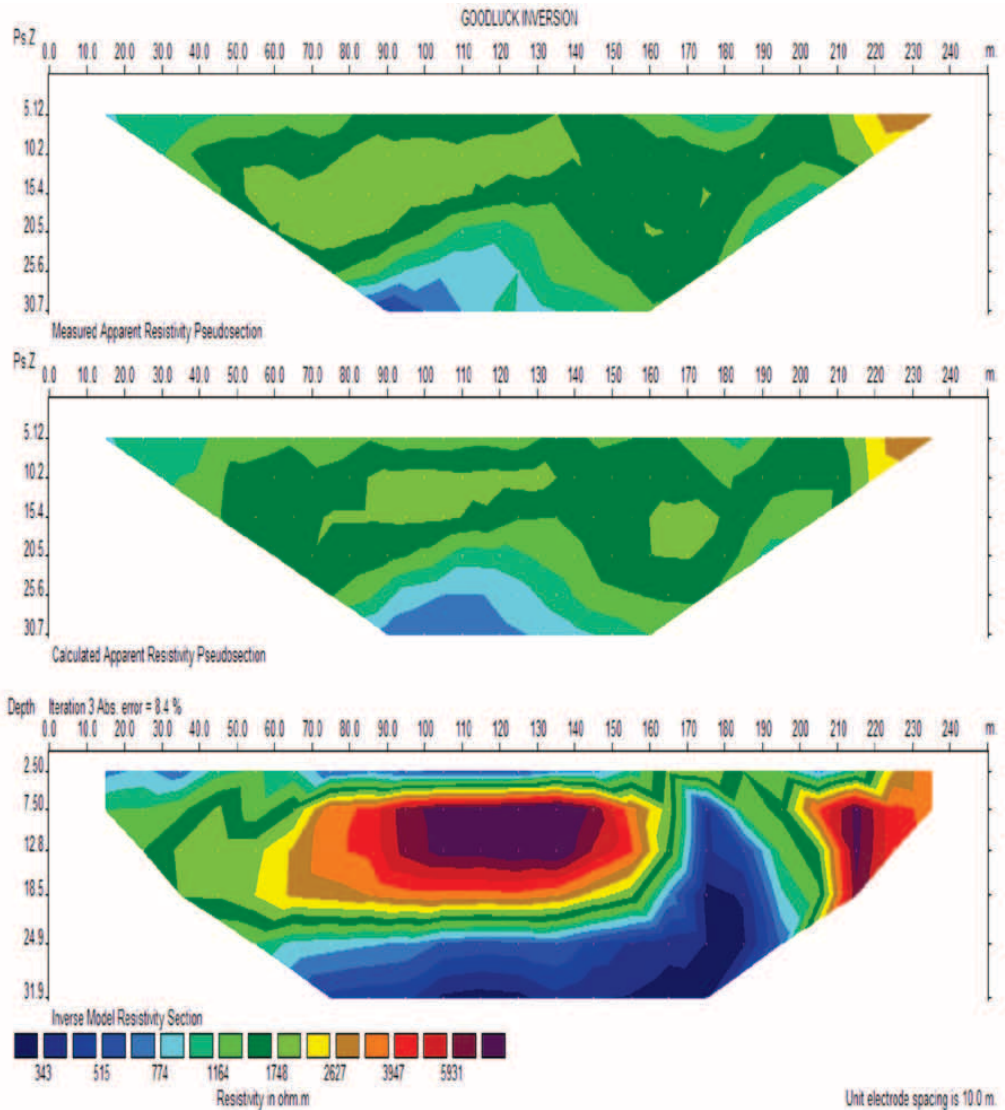 GOODLUCK INVERSION
Ps.Z
0.0 10.0 20.0 30.0 40.0 50.0 60.0 70.0 80.0 90.0 100. 110. 120. 130. 140. 150. 160. 170. 180. 190. 200. 210. 220. 230. 240. m.
5.12
10.2
15.4
20.5
25.6
30.7
Measured Apparent Resistivity Pseudosection
Ps.Z
0.0 10.0 20.0 30.0 40.0 50.0 60.0 70.0 80.0 90.0 100. 110. 120. 130. 140. 150. 160. 170. 180. 190. 200. 210. 220. 230. 240. m.
5.12
10.2
15.4
20.5
25.6
30.7
Calculated Apparent Resistivity Pseudosection
Depth Iteration 3 Abs. error = 8.4 %
0.0 10.0 20.0 30.0 40.0 50.0 60.0 70.0 80.0 90.0 100. 110. 120. 130. 140. 150. 160. 170. 180. 190. 200. 210. 220. 230. 240. m.
2.50
7.50
12.8
18.5
24.9
31.9
Inverse Model Resistivity Section
343 515 774 1164 1748 2627 3947 5931
Resistivity in ohm.m
Unit electrode spacing is 10.0 m.